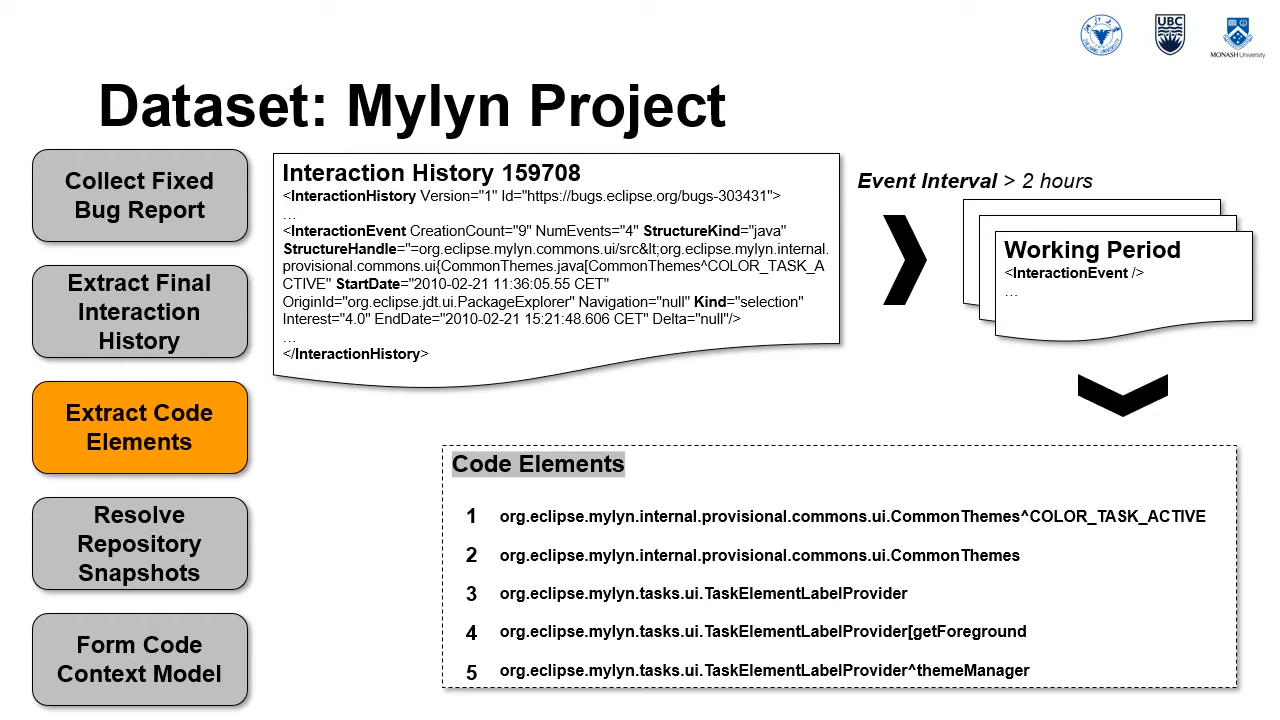 UBC
MONASH University
Dataset: Mylyn Project
Collect Fixed
Bug Report
Extract Final
Interaction
History
Extract Code
Elements
Resolve
Repository
Snapshots
Form Code
Context Model
Interaction History 159708
<InteractionHistory Version="1" Id="https://bugs.eclipse.org/bugs-303431">
…
<InteractionEvent CreationCount="9" NumEvents="4" StructureKind="java"
StructureHandle="=org.eclipse.mylyn.commons.ui/src&lt;org.eclipse.mylyn.internal.
provisional.commons.ui{CommonThemes.java[CommonThemes^COLOR_TASK_A
CTIVE" StartDate="2010-02-21 11:36:05.55 CET"
OriginId="org.eclipse.jdt.ui.PackageExplorer" Navigation="null" Kind="selection"
Interest="4.0" EndDate="2010-02-21 15:21:48.606 CET" Delta="null"/>
…
</InteractionHistory>
Event Interval > 2 hours
Working Period
<InteractionEvent />
…
Code Elements
1 org.eclipse.mylyn.internal.provisional.commons.ui.CommonThemes^COLOR_TASK_ACTIVE
2 org.eclipse.mylyn.internal.provisional.commons.ui.CommonThemes
3 org.eclipse.mylyn.tasks.ui.TaskElementLabelProvider
4 org.eclipse.mylyn.tasks.ui.TaskElementLabelProvider[getForeground
5 org.eclipse.mylyn.tasks.ui.TaskElementLabelProvider^themeManager